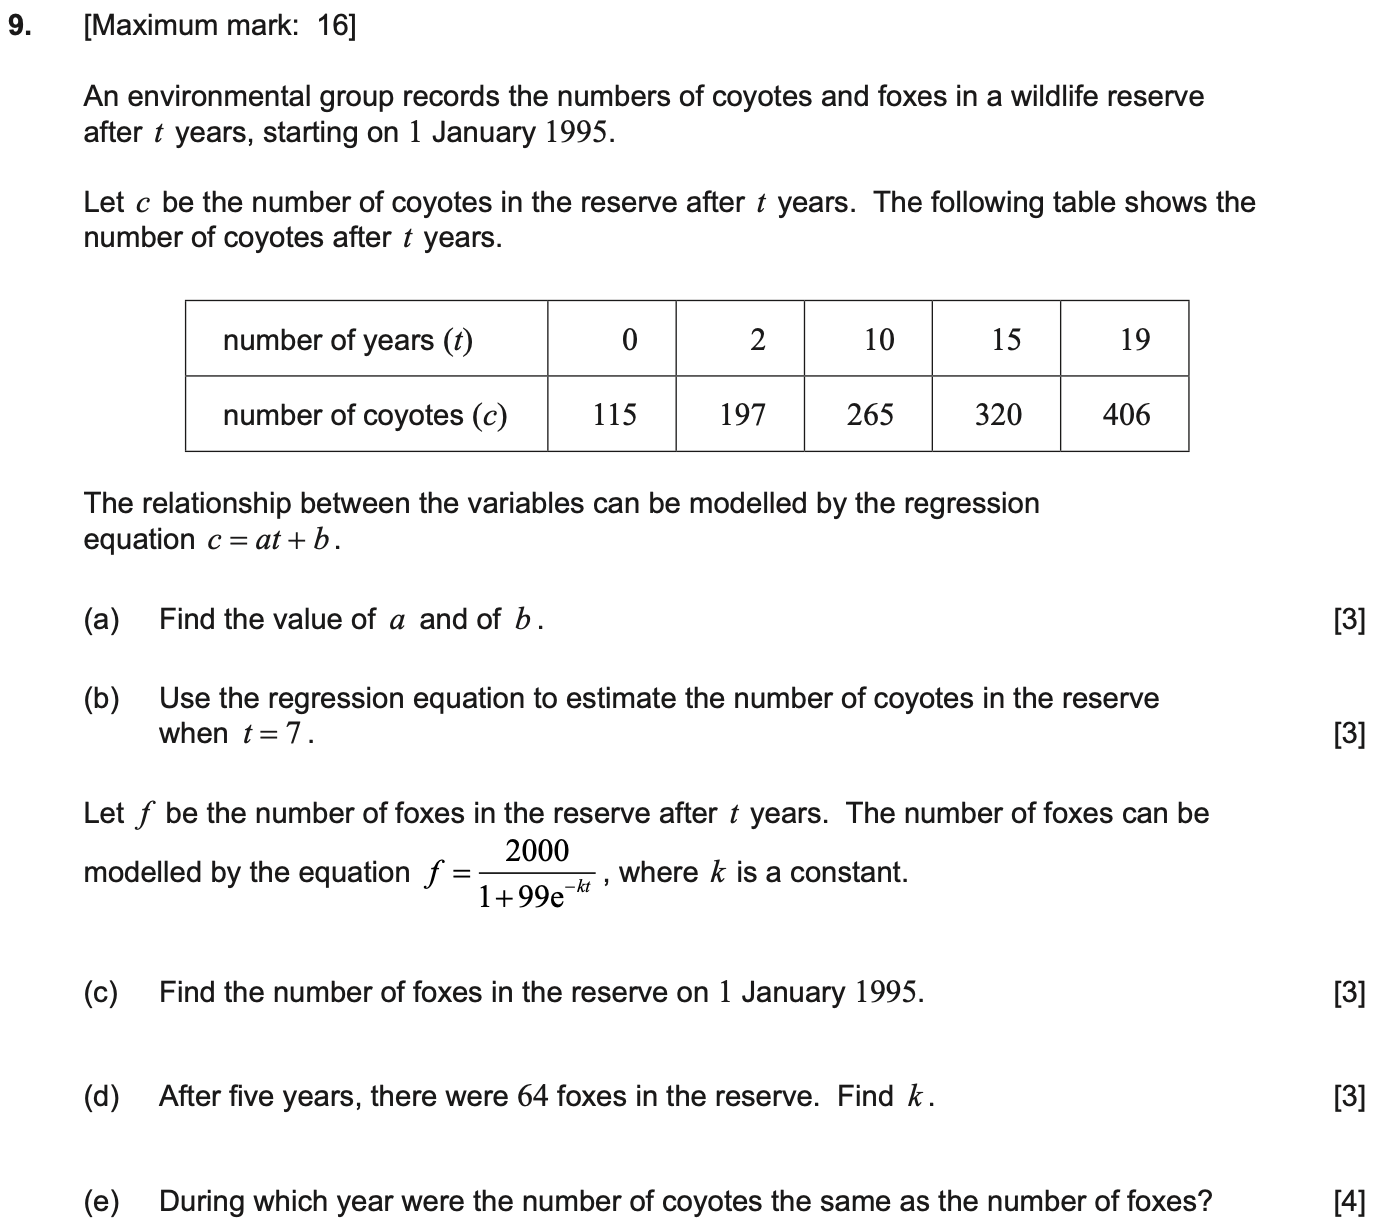 9. [Maximum mark: 16]
An environmental group records the numbers of coyotes and foxes in a wildlife reserve
after t years, starting on 1 January 1995.
Let c be the number of coyotes in the reserve after t years. The following table shows the
number of coyotes after t years.
number of years (t) 0 2 10 15 19
number of coyotes (c) 115 197 265 320 406
The relationship between the variables can be modelled by the regression
equation c = at + b.
(a) Find the value of a and of b. [3]
(b) Use the regression equation to estimate the number of coyotes in the reserve
when t = 7. [3]
Let f be the number of foxes in the reserve after t years. The number of foxes can be
modelled by the equation f = \frac{2000}{1+99e^{-kt}}, where k is a constant.
(c) Find the number of foxes in the reserve on 1 January 1995. [3]
(d) After five years, there were 64 foxes in the reserve. Find k. [3]
(e) During which year were the number of coyotes the same as the number of foxes? [4]